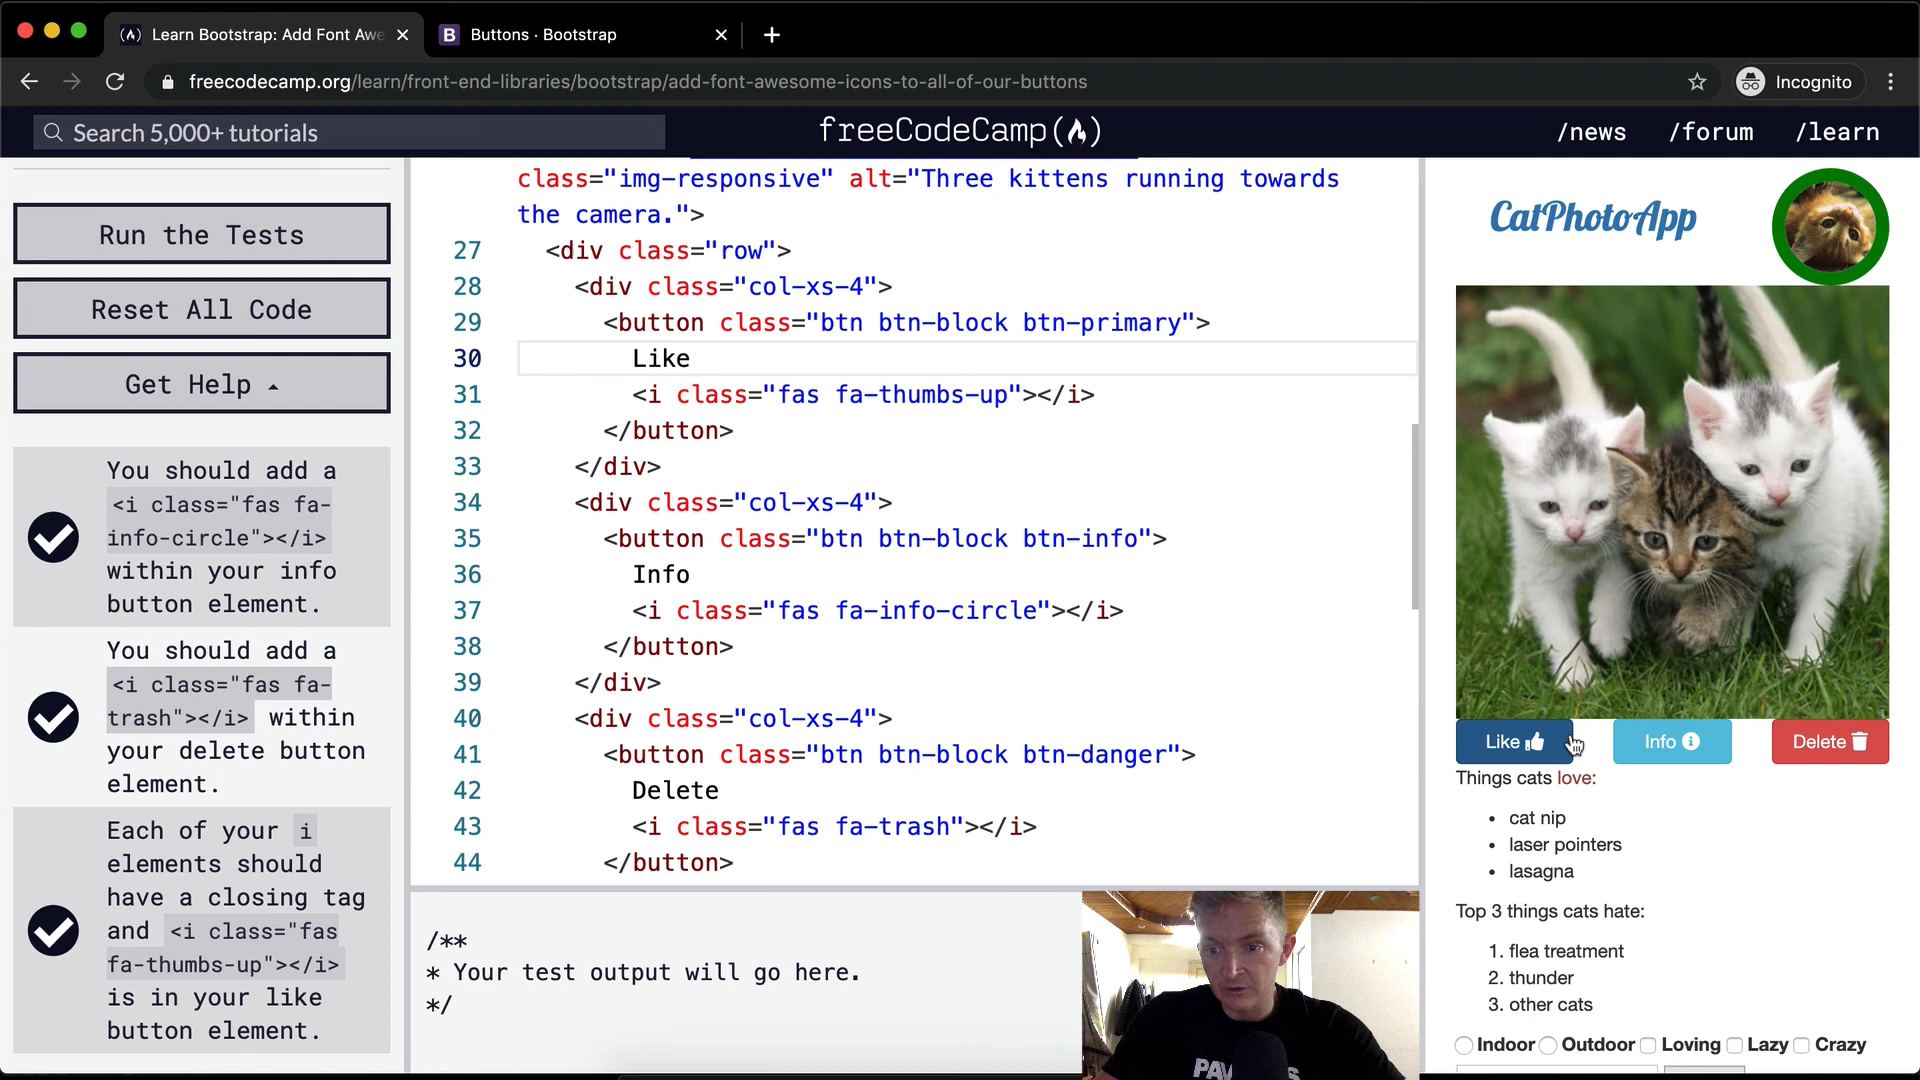 Learn Bootstrap: Add Font Awe
Buttons · Bootstrap
freecodecamp.org/learn/front-end-libraries/bootstrap/add-font-awesome-icons-to-all-of-our-buttons
Incognito
Search 5,000+ tutorials
freeCodeCamp
/news
/forum
/learn
Run the Tests
Reset All Code
Get Help
You should add a
<i class="fas fa-
info-circle"></i>
within your info
button element.
You should add a
<i class="fas fa-
trash"></i> within
your delete button
element.
Each of your i
elements should
have a closing tag
and <i class="fas
fa-thumbs-up"></i>
is in your like
button element.
class="img-responsive" alt="Three kittens running towards
the camera.">
27 <div class="row">
28 <div class="col-xs-4">
29 <button class="btn btn-block btn-primary">
30 Like
31 <i class="fas fa-thumbs-up"></i>
32 </button>
33 </div>
34 <div class="col-xs-4">
35 <button class="btn btn-block btn-info">
36 Info
37 <i class="fas fa-info-circle"></i>
38 </button>
39 </div>
40 <div class="col-xs-4">
41 <button class="btn btn-block btn-danger">
42 Delete
43 <i class="fas fa-trash"></i>
44 </button>
/**
* Your test output will go here.
*/
CatPhotoApp
Like
Info
Delete
Things cats love:
• cat nip
• laser pointers
• lasagna
Top 3 things cats hate:
1. flea treatment
2. thunder
3. other cats
Indoor Outdoor Loving Lazy Crazy